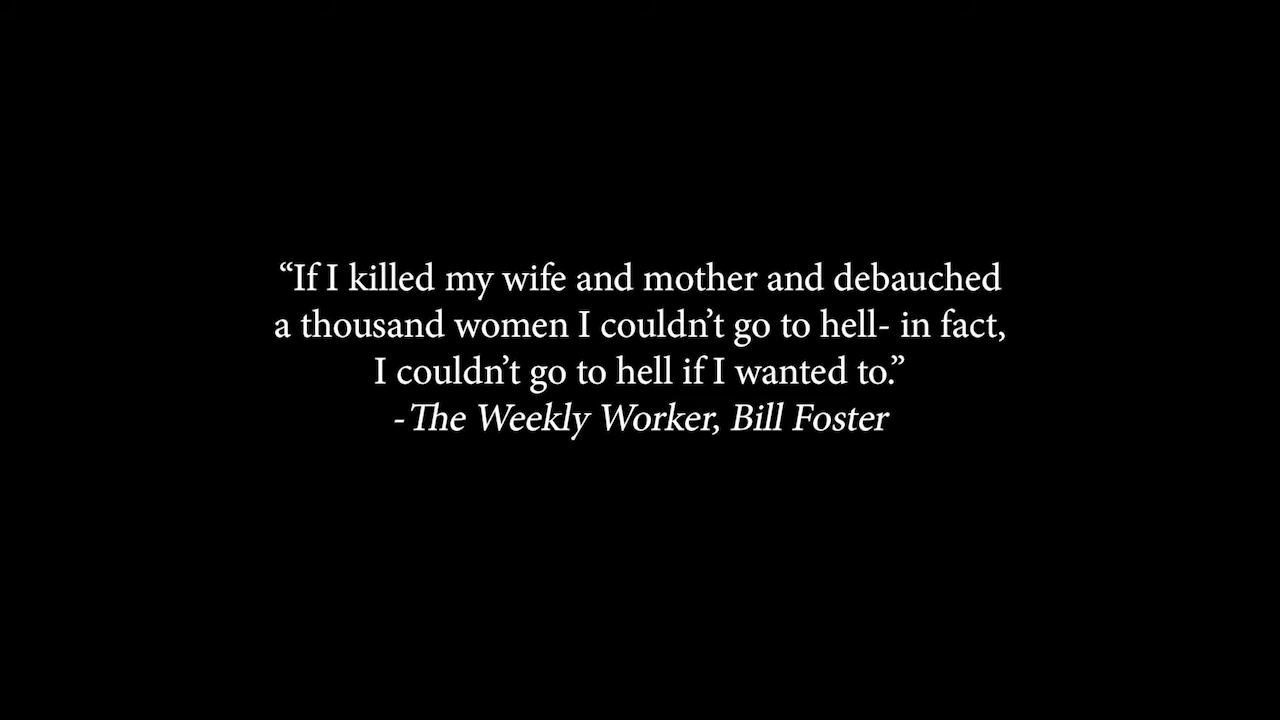 “If I killed my wife and mother and debauched
a thousand women I couldn’t go to hell- in fact,
I couldn’t go to hell if I wanted to.”
-The Weekly Worker, Bill Foster